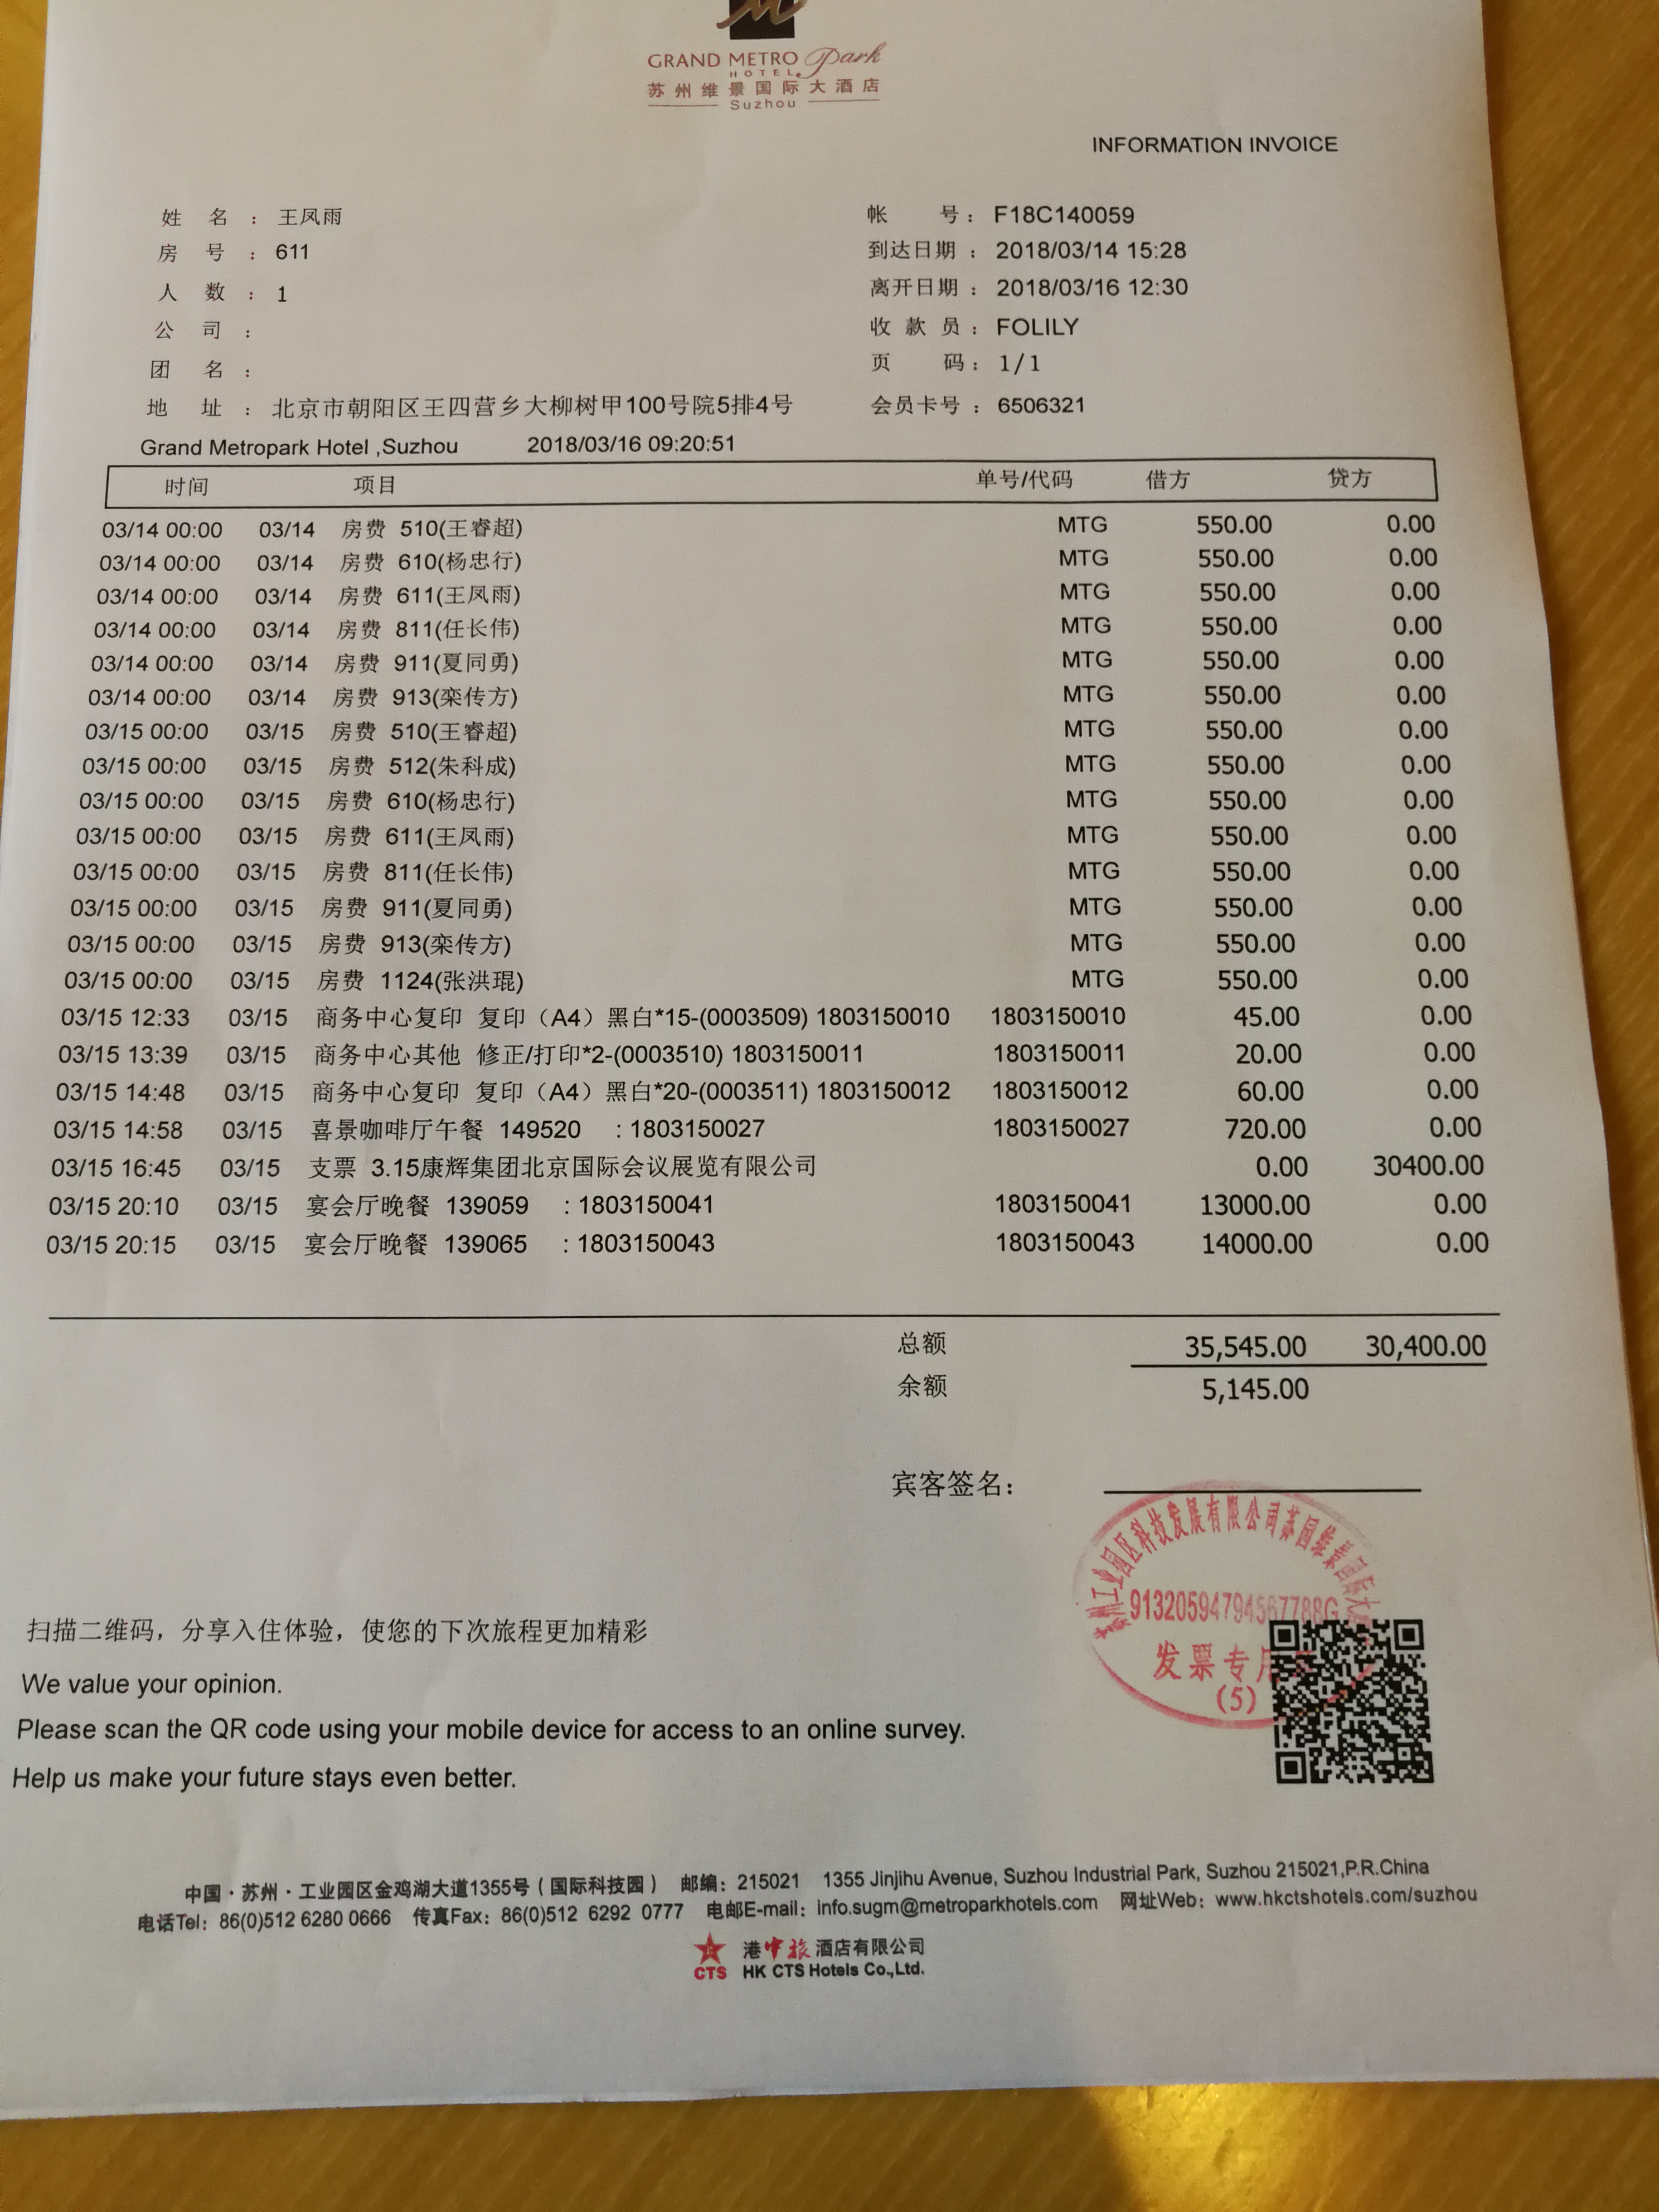 GRAND METRO Park
HOTEL
苏州维景国际大酒店
Suzhou
INFORMATION INVOICE
姓 名 : 王凤雨 帐 号: F18C140059
房 号 : 611 到达日期 : 2018/03/14 15:28
人 数 : 1 离开日期 : 2018/03/16 12:30
公 司 : 收 款 员 : FOLILY
团 名 : 页 码 : 1/1
地 址 : 北京市朝阳区王四营乡大柳树甲100号院5排4号 会员卡号 : 6506321
Grand Metropark Hotel ,Suzhou 2018/03/16 09:20:51
时间 项目 单号/代码 借方 贷方
03/14 00:00 03/14 房费 510(王睿超) MTG 550.00 0.00
03/14 00:00 03/14 房费 610(杨忠行) MTG 550.00 0.00
03/14 00:00 03/14 房费 611(王凤雨) MTG 550.00 0.00
03/14 00:00 03/14 房费 811(任长伟) MTG 550.00 0.00
03/14 00:00 03/14 房费 911(夏同勇) MTG 550.00 0.00
03/14 00:00 03/14 房费 913(栾传方) MTG 550.00 0.00
03/15 00:00 03/15 房费 510(王睿超) MTG 550.00 0.00
03/15 00:00 03/15 房费 512(朱科成) MTG 550.00 0.00
03/15 00:00 03/15 房费 610(杨忠行) MTG 550.00 0.00
03/15 00:00 03/15 房费 611(王凤雨) MTG 550.00 0.00
03/15 00:00 03/15 房费 811(任长伟) MTG 550.00 0.00
03/15 00:00 03/15 房费 911(夏同勇) MTG 550.00 0.00
03/15 00:00 03/15 房费 913(栾传方) MTG 550.00 0.00
03/15 00:00 03/15 房费 1124(张洪琨) MTG 550.00 0.00
03/15 12:33 03/15 商务中心复印 复印（A4）黑白*15-(0003509) 1803150010 1803150010 45.00 0.00
03/15 13:39 03/15 商务中心其他 修正/打印*2-(0003510) 1803150011 1803150011 20.00 0.00
03/15 14:48 03/15 商务中心复印 复印（A4）黑白*20-(0003511) 1803150012 1803150012 60.00 0.00
03/15 14:58 03/15 喜景咖啡厅午餐 149520 : 1803150027 1803150027 720.00 0.00
03/15 16:45 03/15 支票 3.15康辉集团北京国际会议展览有限公司 0.00 30400.00
03/15 20:10 03/15 宴会厅晚餐 139059 : 1803150041 1803150041 13000.00 0.00
03/15 20:15 03/15 宴会厅晚餐 139065 : 1803150043 1803150043 14000.00 0.00
总额 35,545.00 30,400.00
余额 5,145.00
宾客签名:
苏州工业园区科技发展有限公司苏园维景国际大
91320594794567788G
发票专用
(5)
扫描二维码，分享入住体验，使您的下次旅程更加精彩
We value your opinion.
Please scan the QR code using your mobile device for access to an online survey.
Help us make your future stays even better.
中国·苏州·工业园区金鸡湖大道1355号（国际科技园） 邮编: 215021 1355 Jinjihu Avenue, Suzhou Industrial Park, Suzhou 215021,P.R.China
电话Tel: 86(0)512 6280 0666 传真Fax: 86(0)512 6292 0777 电邮E-mail: info.sugm@metroparkhotels.com 网址Web: www.hkctshotels.com/suzhou
CTS 港中旅酒店有限公司
HK CTS Hotels Co.,Ltd.